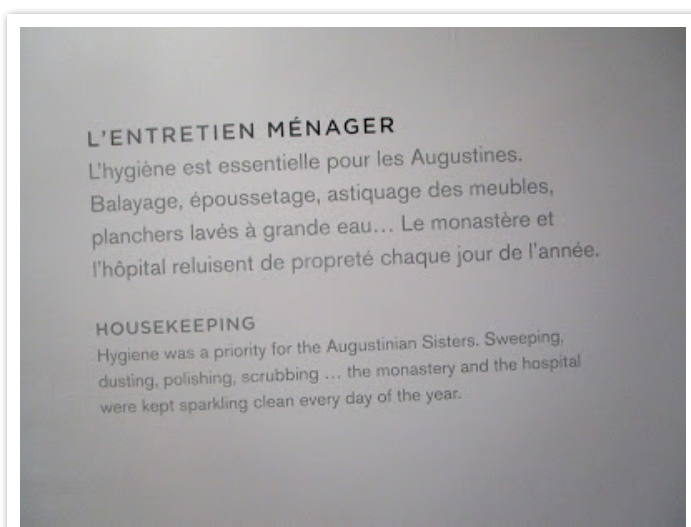 L'ENTRETIEN MÉNAGER
L'hygiène est essentielle pour les Augustines.
Balayage, époussetage, astiquage des meubles,
planchers lavés à grande eau... Le monastère et
l'hôpital reluisent de propreté chaque jour de l'année.
HOUSEKEEPING
Hygiene was a priority for the Augustinian Sisters. Sweeping,
dusting, polishing, scrubbing ... the monastery and the hospital
were kept sparkling clean every day of the year.